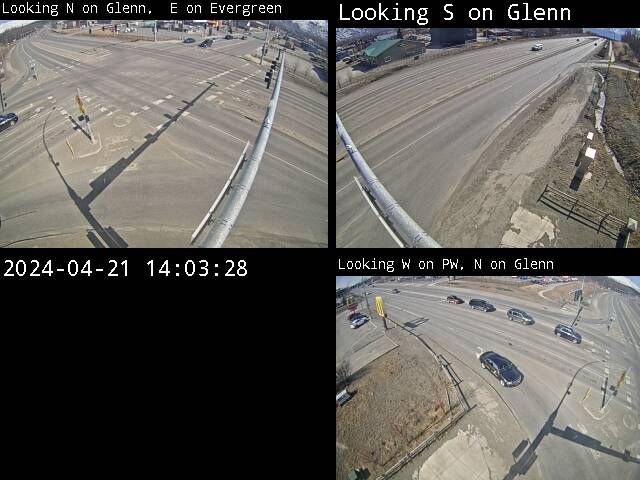 Looking N on Glenn,  E on Evergreen
Looking S on Glenn
2024-04-21 14:03:28
Looking W on PW, N on Glenn